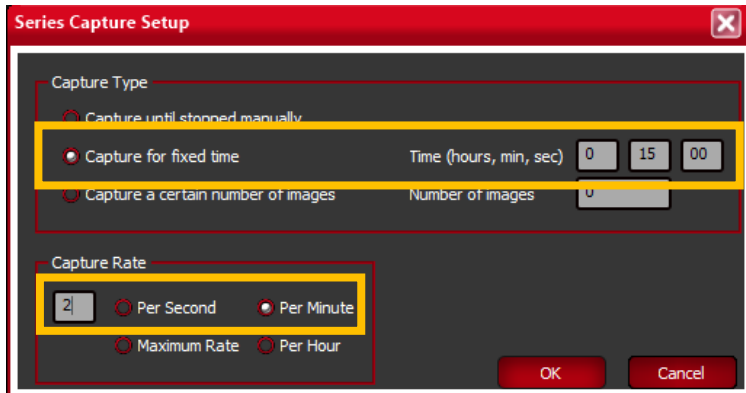 Series Capture Setup
Capture Type
Capture until stopped manually
Capture for fixed time Time (hours, min, sec) 0 15 00
Capture a certain number of images Number of images 0
Capture Rate
2 Per Second Per Minute
Maximum Rate Per Hour
OK Cancel